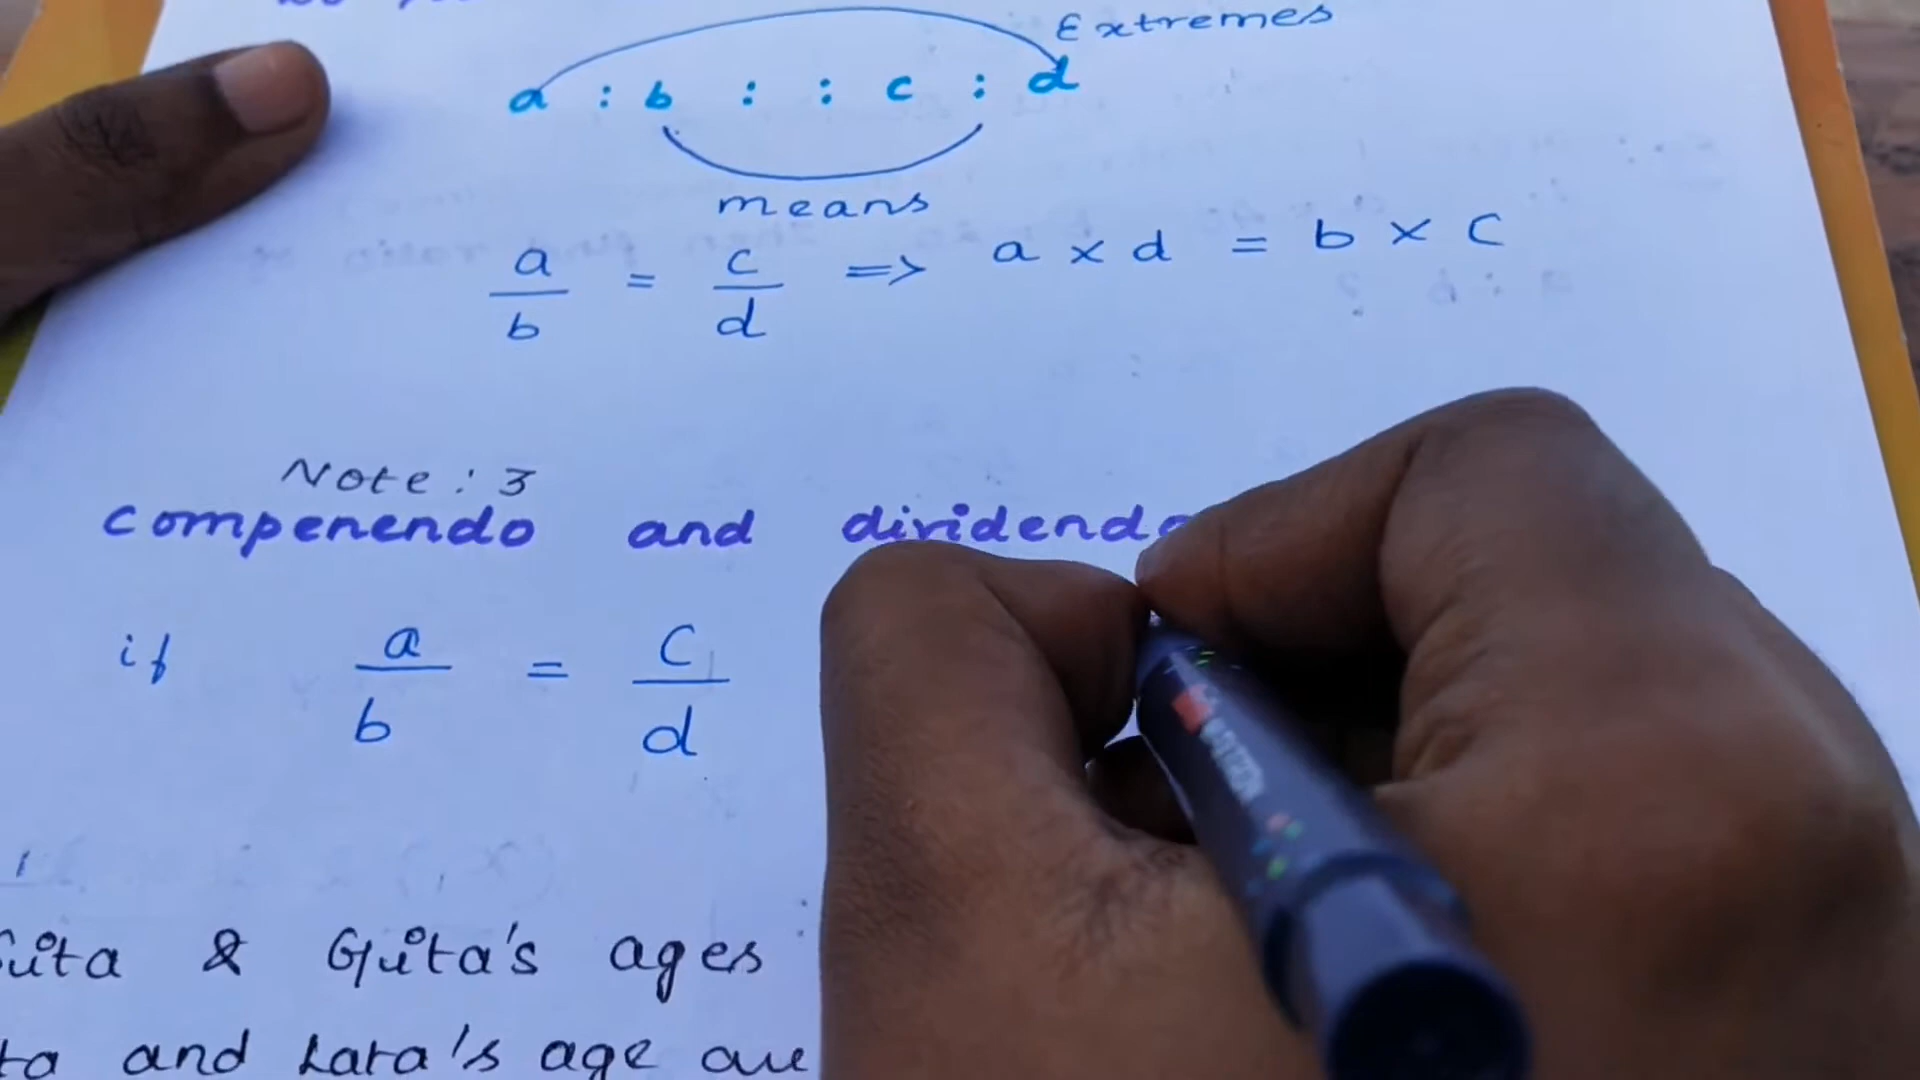 Extremes
a : b : : c : d
means
a/b = c/d => a x d = b x c
Note : 3
compenendo and dividendo
if a/b = c/d
& Gita's ages
and Lata's age are